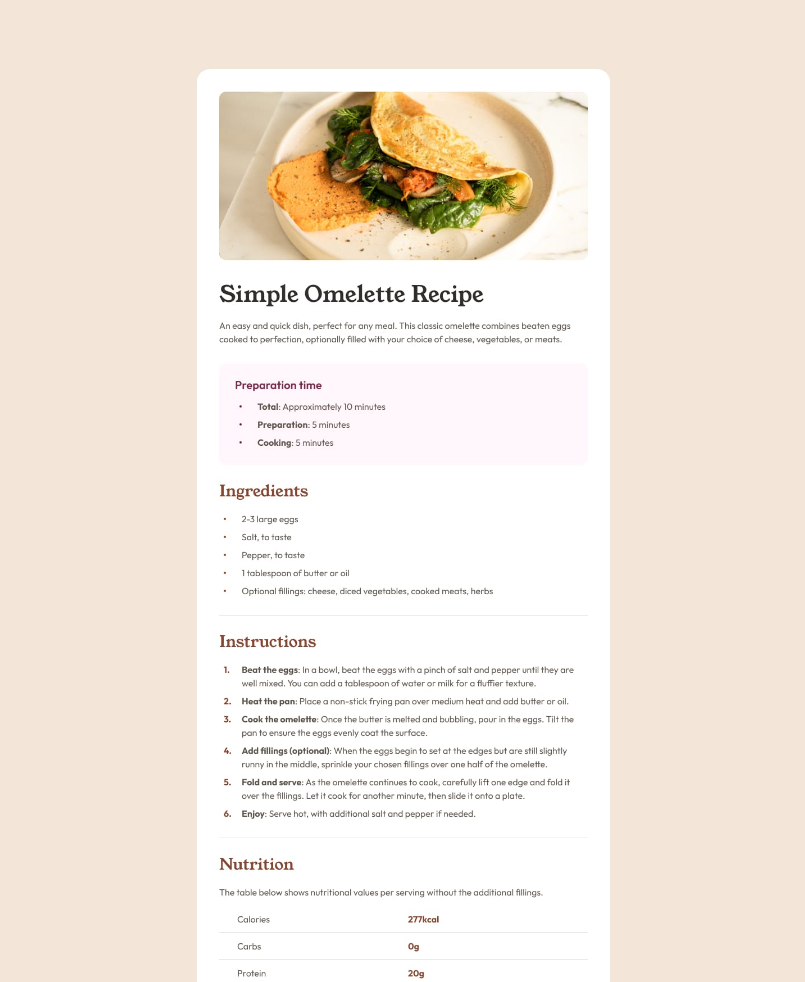 Simple Omelette Recipe
An easy and quick dish, perfect for any meal. This classic omelette combines beaten eggs
cooked to perfection, optionally filled with your choice of cheese, vegetables, or meats.
Preparation time
• Total: Approximately 10 minutes
• Preparation: 5 minutes
• Cooking: 5 minutes
Ingredients
• 2-3 large eggs
• Salt, to taste
• Pepper, to taste
• 1 tablespoon of butter or oil
• Optional fillings: cheese, diced vegetables, cooked meats, herbs
Instructions
1. Beat the eggs: In a bowl, beat the eggs with a pinch of salt and pepper until they are
well mixed. You can add a tablespoon of water or milk for a fluffier texture.
2. Heat the pan: Place a non-stick frying pan over medium heat and add butter or oil.
3. Cook the omelette: Once the butter is melted and bubbling, pour in the eggs. Tilt the
pan to ensure the eggs evenly coat the surface.
4. Add fillings (optional): When the eggs begin to set at the edges but are still slightly
runny in the middle, sprinkle your chosen fillings over one half of the omelette.
5. Fold and serve: As the omelette continues to cook, carefully lift one edge and fold it
over the fillings. Let it cook for another minute, then slide it onto a plate.
6. Enjoy: Serve hot, with additional salt and pepper if needed.
Nutrition
The table below shows nutritional values per serving without the additional fillings.
Calories 277kcal
Carbs 0g
Protein 20g